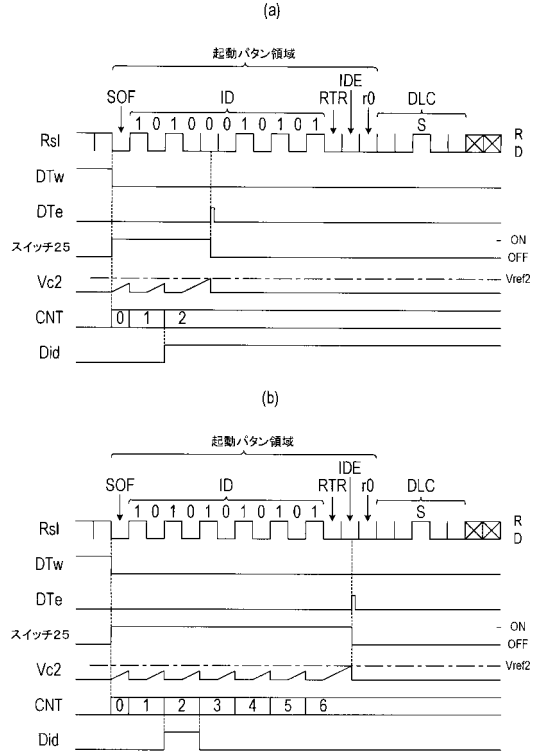 (a)
起動パタン領域
IDE
SOF ID RTR r0 DLC
1 0 1 0 0 0 1 0 1 0 1 S
Rsl R
D
DTw
DTe
スイッチ25 ON
OFF
Vc2 Vref2
CNT 0 1 2
Did
(b)
起動パタン領域
IDE
SOF ID RTR r0 DLC
1 0 1 0 1 0 1 0 1 0 1 S
Rsl R
D
DTw
DTe
スイッチ25 ON
OFF
Vc2 Vref2
CNT 0 1 2 3 4 5 6
Did